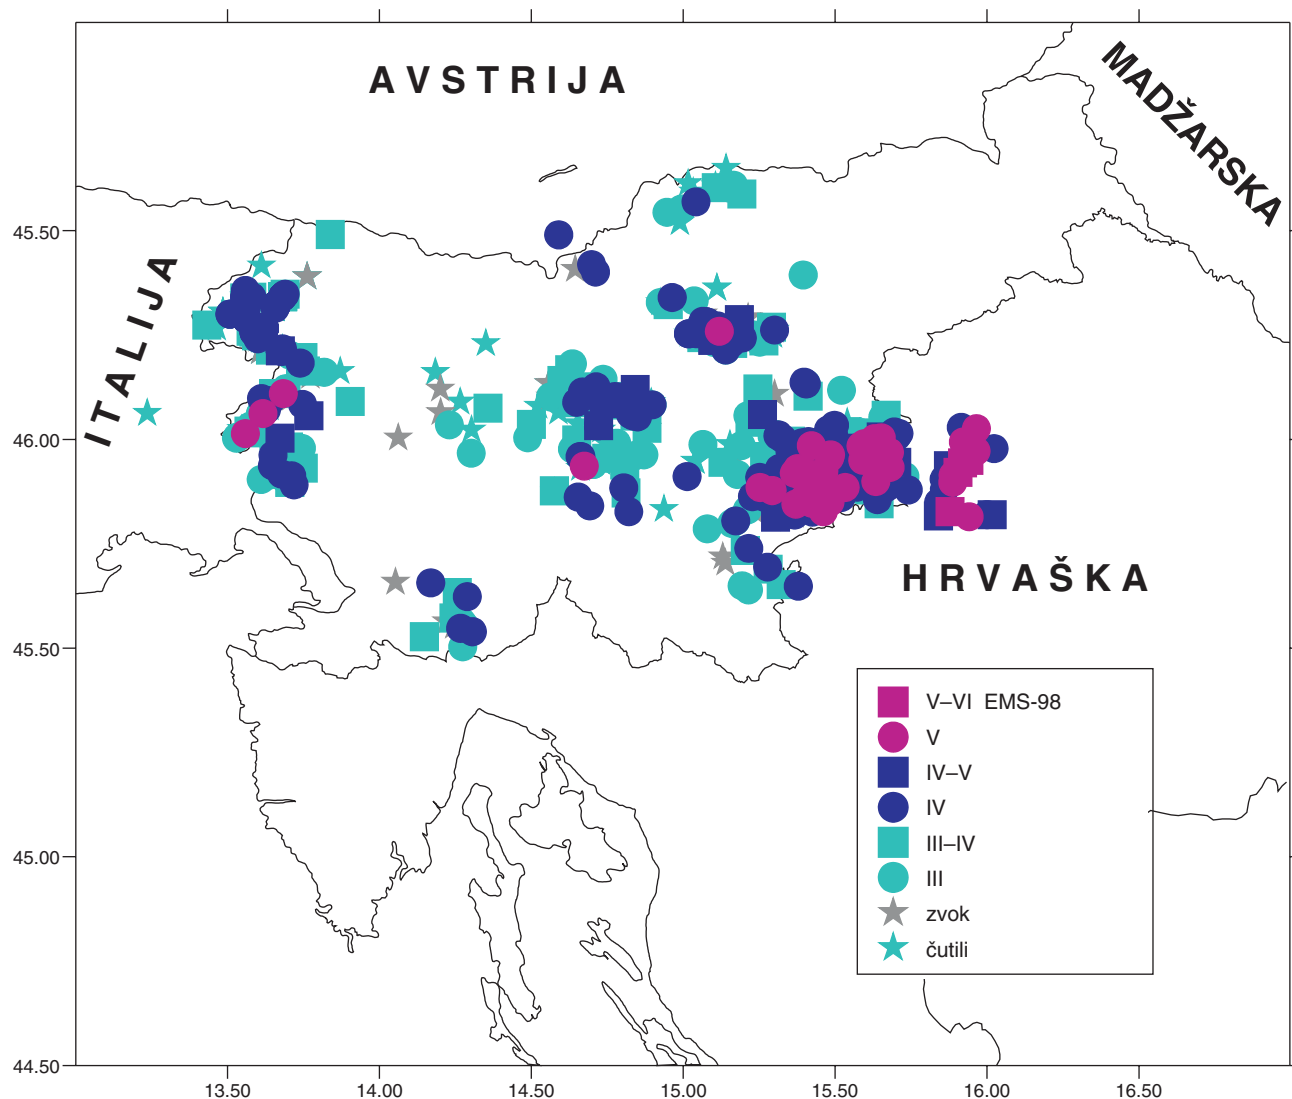 AVSTRIJA
MADŽARSKA
ITALIJA
HRVAŠKA
45.50
46.00
45.50
45.00
44.50
13.50 14.00 14.50 15.00 15.50 16.00 16.50
V–VI EMS-98
V
IV–V
IV
III–IV
III
zvok
čutili